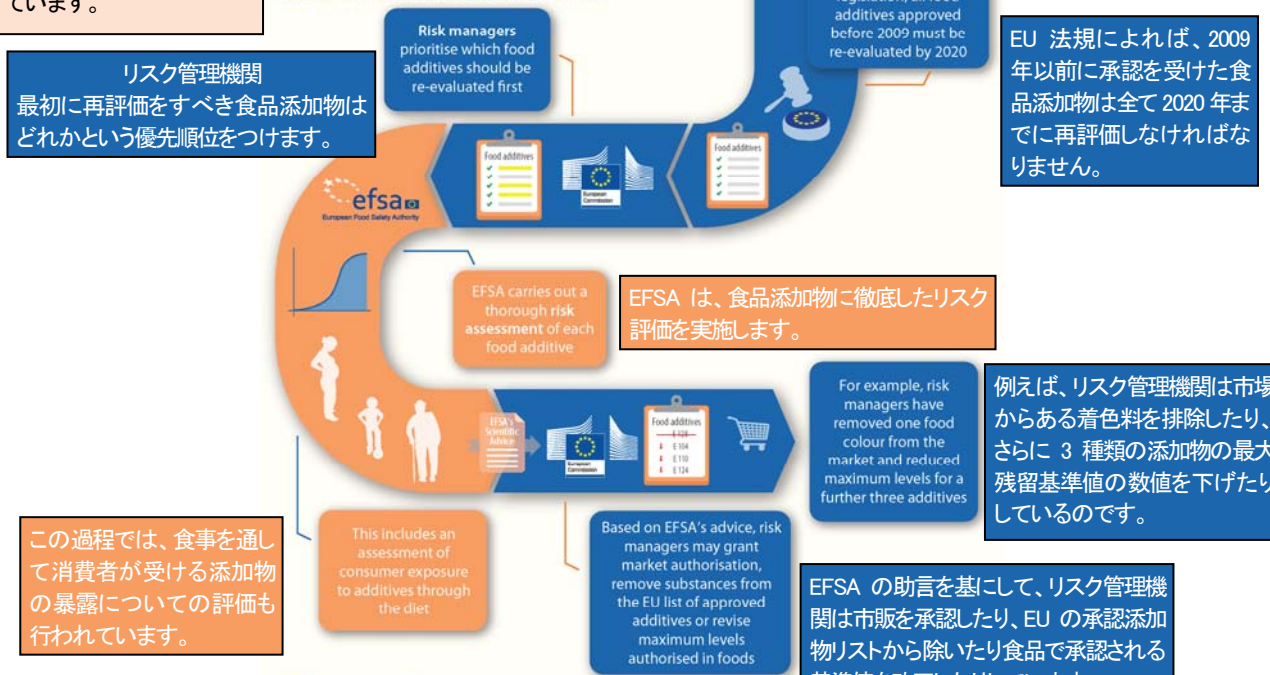 ています。
legislation, all food
additives approved
before 2009 must be
re-evaluated by 2020
EU 法規によれば、2009
年以前に承認を受けた食
品添加物は全て 2020 年ま
でに再評価しなければな
りません。
Risk managers
prioritise which food
additives should be
re-evaluated first
リスク管理機関
最初に再評価をすべき食品添加物は
どれかという優先順位をつけます。
Food additives
European
Commission
Food additives
efsa
European Food Safety Authority
EFSA carries out a
thorough risk
assessment of each
food additive
EFSA は、食品添加物に徹底したリスク
評価を実施します。
For example, risk
managers have
removed one food
colour from the
market and reduced
maximum levels for a
further three additives
例えば、リスク管理機関は市場
からある着色料を排除したり、
さらに 3 種類の添加物の最大
残留基準値の数値を下げたり
しているのです。
EFSA's
Scientific
Advice
European
Commission
Food additives
E 128
E 104
E 110
E 124
この過程では、食事を通し
て消費者が受ける添加物
の暴露についての評価も
行われています。
This includes an
assessment of
consumer exposure
to additives through
the diet
Based on EFSA's advice, risk
managers may grant
market authorisation,
remove substances from
the EU list of approved
additives or revise
maximum levels
authorised in foods
EFSA の助言を基にして、リスク管理機
関は市販を承認したり、EU の承認添加
物リストから除いたり食品で承認される